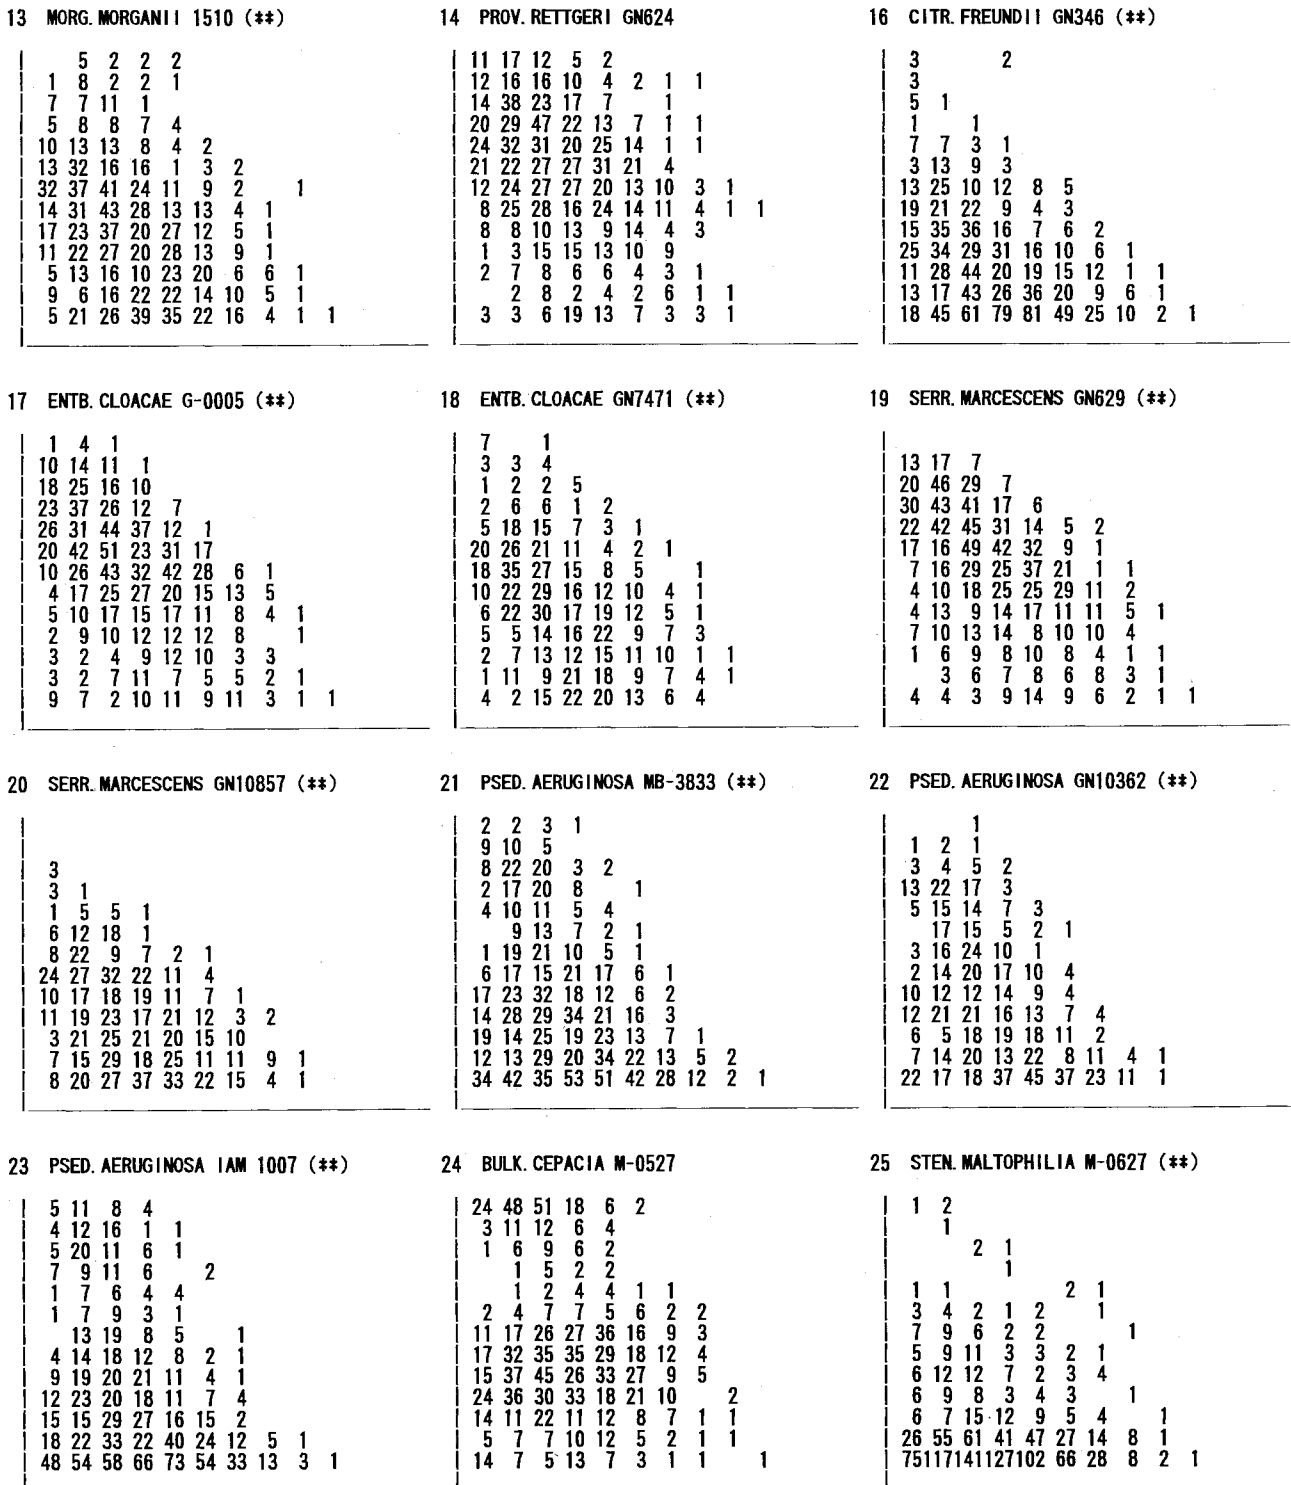 13 MORG. MORGANII 1510 (**)
5 2 2 2
1 8 2 2 1
7 7 11 1
5 8 8 7 4
10 13 13 8 4 2
13 32 16 16 1 3 2
32 37 41 24 11 9 2 1
14 31 43 28 13 13 4 1
17 23 37 20 27 12 5 1
11 22 27 20 28 13 9 1
5 13 16 10 23 20 6 6 1
9 6 16 22 22 14 10 5 1
5 21 26 39 35 22 16 4 1 1
14 PROV. RETTGERI GN624
11 17 12 5 2
12 16 16 10 4 2 1 1
14 38 23 17 7 1
20 29 47 22 13 7 1 1
24 32 31 20 25 14 1 1
21 22 27 27 31 21 4
12 24 27 27 20 13 10 3 1
8 25 28 16 24 14 11 4 1 1
8 8 10 13 9 14 4 3
1 3 15 15 13 10 9
2 7 8 6 6 4 3 1
2 8 2 4 2 6 1 1
3 3 6 19 13 7 3 3 1
16 CITR. FREUNDII GN346 (**)
3 2
3
5 1
1 1
7 7 3 1
3 13 9 3
13 25 10 12 8 5
19 21 22 9 4 3
15 35 36 16 7 6 2
25 34 29 31 16 10 6 1
11 28 44 20 19 15 12 1 1
13 17 43 26 36 20 9 6 1
18 45 61 79 81 49 25 10 2 1
17 ENTB. CLOACAE G-0005 (**)
1 4 1
10 14 11 1
18 25 16 10
23 37 26 12 7
26 31 44 37 12 1
20 42 51 23 31 17
10 26 43 32 42 28 6 1
4 17 25 27 20 15 13 5
5 10 17 15 17 11 8 4 1
2 9 10 12 12 12 8 1
3 2 4 9 12 10 3 3
3 2 7 11 7 5 5 2 1
9 7 2 10 11 9 11 3 1 1
18 ENTB. CLOACAE GN7471 (**)
7 1
3 3 4
1 2 2 5
2 6 6 1 2
5 18 15 7 3 1
20 26 21 11 4 2 1
18 35 27 15 8 5 1
10 22 29 16 12 10 4 1
6 22 30 17 19 12 5 1
5 5 14 16 22 9 7 3
2 7 13 12 15 11 10 1 1
1 11 9 21 18 9 7 4 1
4 2 15 22 20 13 6 4
19 SERR. MARCESCENS GN629 (**)
13 17 7
20 46 29 7
30 43 41 17 6
22 42 45 31 14 5 2
17 16 49 42 32 9 1
7 16 29 25 37 21 1 1
4 10 18 25 25 29 11 2
4 13 9 14 17 11 11 5 1
7 10 13 14 8 10 10 4
1 6 9 8 10 8 4 1 1
3 6 7 8 6 8 3 1
4 4 3 9 14 9 6 2 1 1
20 SERR. MARCESCENS GN10857 (**)
3
3 1
1 5 5 1
6 12 18 1
8 22 9 7 2 1
24 27 32 22 11 4
10 17 18 19 11 7 1
11 19 23 17 21 12 3 2
3 21 25 21 20 15 10
7 15 29 18 25 11 11 9 1
8 20 27 37 33 22 15 4 1
21 PSED. AERUGINOSA MB-3833 (**)
2 2 3 1
9 10 5
8 22 20 3 2
2 17 20 8 1
4 10 11 5 4
9 13 7 2 1
1 19 21 10 5 1
6 17 15 21 17 6 1
17 23 32 18 12 6 2
14 28 29 34 21 16 3
19 14 25 19 23 13 7 1
12 13 29 20 34 22 13 5 2
34 42 35 53 51 42 28 12 2 1
22 PSED. AERUGINOSA GN10362 (**)
1
1 2 1
3 4 5 2
13 22 17 3
5 15 14 7 3
17 15 5 2 1
3 16 24 10 1
2 14 20 17 10 4
10 12 12 14 9 4
12 21 21 16 13 7 4
6 5 18 19 18 11 2
7 14 20 13 22 8 11 4 1
22 17 18 37 45 37 23 11 1
23 PSED. AERUGINOSA IAM 1007 (**)
5 11 8 4
4 12 16 1 1
5 20 11 6 1
7 9 11 6 2
1 7 6 4 4
1 7 9 3 1
13 19 8 5 1
4 14 18 12 8 2 1
9 19 20 21 11 4 1
12 23 20 18 11 7 4
15 15 29 27 16 15 2
18 22 33 22 40 24 12 5 1
48 54 58 66 73 54 33 13 3 1
24 BULK. CEPACIA M-0527
24 48 51 18 6 2
3 11 12 6 4
1 6 9 6 2
1 5 2 2
1 2 4 4 1 1
2 4 7 7 5 6 2 2
11 17 26 27 36 16 9 3
17 32 35 35 29 18 12 4
15 37 45 26 33 27 9 5
24 36 30 33 18 21 10 2
14 11 22 11 12 8 7 1 1
5 7 7 10 12 5 2 1 1
14 7 5 13 7 3 1 1 1
25 STEN. MALTOPHILIA M-0627 (**)
1 2
1
2 1
1
1 1 2 1
3 4 2 1 2 1
7 9 6 2 2 1
5 9 11 3 3 2 1
6 12 12 7 2 3 4
6 9 8 3 4 3 1
6 7 15 12 9 5 4 1
26 55 61 41 47 27 14 8 1
75117141127102 66 28 8 2 1